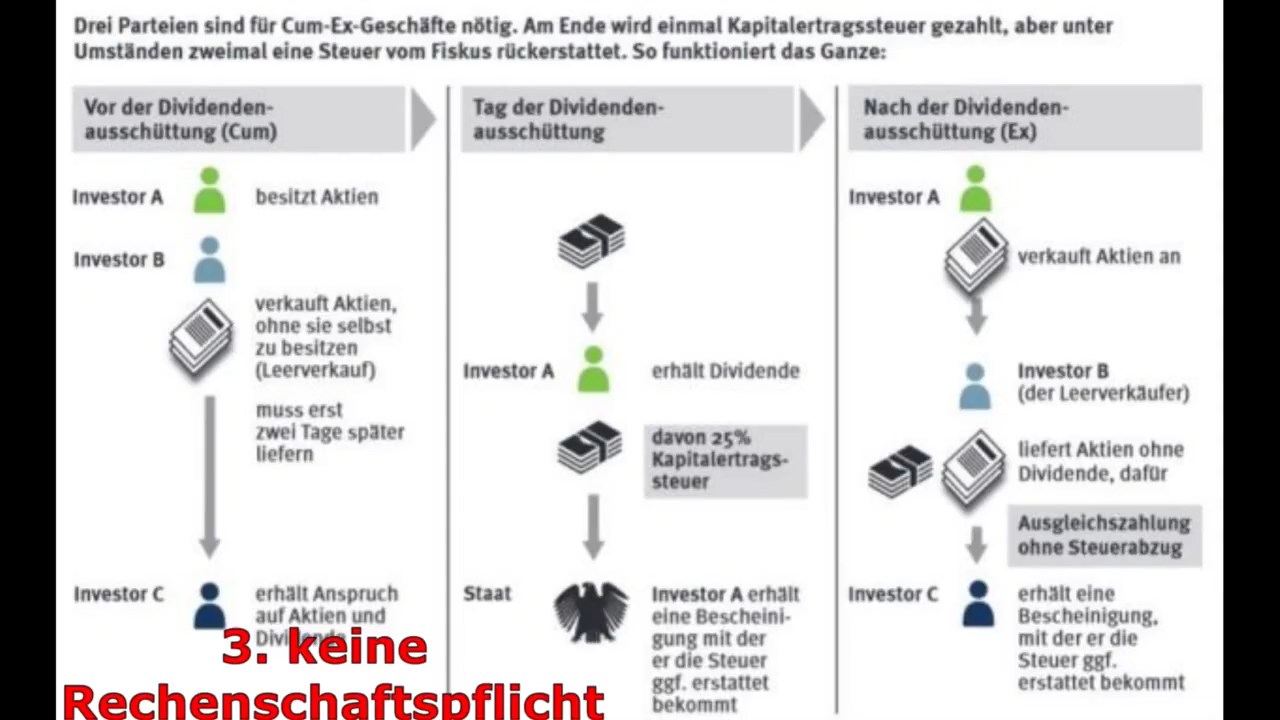 Drei Parteien sind für Cum-Ex-Geschäfte nötig. Am Ende wird einmal Kapitalertragssteuer gezahlt, aber unter
Umständen zweimal eine Steuer vom Fiskus rückerstattet. So funktioniert das Ganze:
Vor der Dividenden-
ausschüttung (Cum)
Investor A
besitzt Aktien
Investor B
verkauft Aktien,
ohne sie selbst
zu besitzen
(Leerverkauf)
muss erst
zwei Tage später
liefern
Investor C
erhält Anspruch
auf Aktien und
Dividende
Tag der Dividenden-
ausschüttung
Investor A
erhält Dividende
davon 25%
Kapitalertrags-
steuer
Staat
Investor A erhält
eine Bescheini-
gung mit der
er die Steuer
ggf. erstattet
bekommt
Nach der Dividenden-
ausschüttung (Ex)
Investor A
verkauft Aktien an
Investor B
(der Leerverkäufer)
liefert Aktien ohne
Dividende, dafür
Ausgleichszahlung
ohne Steuerabzug
Investor C
erhält eine
Bescheinigung,
mit der er die
Steuer ggf.
erstattet bekommt
3. keine
Rechenschaftspflicht